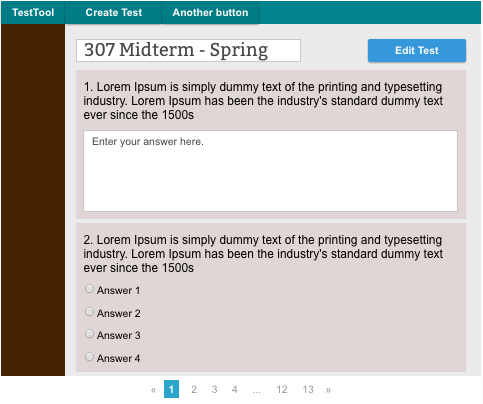 TestTool Create Test Another button
307 Midterm - Spring
Edit Test
1. Lorem Ipsum is simply dummy text of the printing and typesetting
industry. Lorem Ipsum has been the industry's standard dummy text
ever since the 1500s
Enter your answer here.
2. Lorem Ipsum is simply dummy text of the printing and typesetting
industry. Lorem Ipsum has been the industry's standard dummy text
ever since the 1500s
Answer 1
Answer 2
Answer 3
Answer 4
« 1 2 3 4 ... 12 13 »